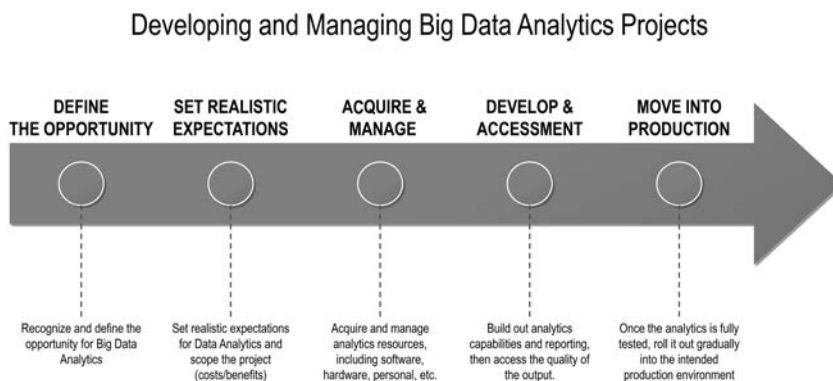 Developing and Managing Big Data Analytics Projects
DEFINE
THE OPPORTUNITY
SET REALISTIC
EXPECTATIONS
ACQUIRE &
MANAGE
DEVELOP &
ACCESSMENT
MOVE INTO
PRODUCTION
Recognize and define the
opportunity for Big Data
Analytics
Set realistic expectations
for Data Analytics and
scope the project
(costs/benefits)
Acquire and manage
analytics resources,
including software,
hardware, personal, etc.
Build out analytics
capabilities and reporting,
then access the quality of
the output.
Once the analytics is fully
tested, roll it out gradually
into the intended
production environment